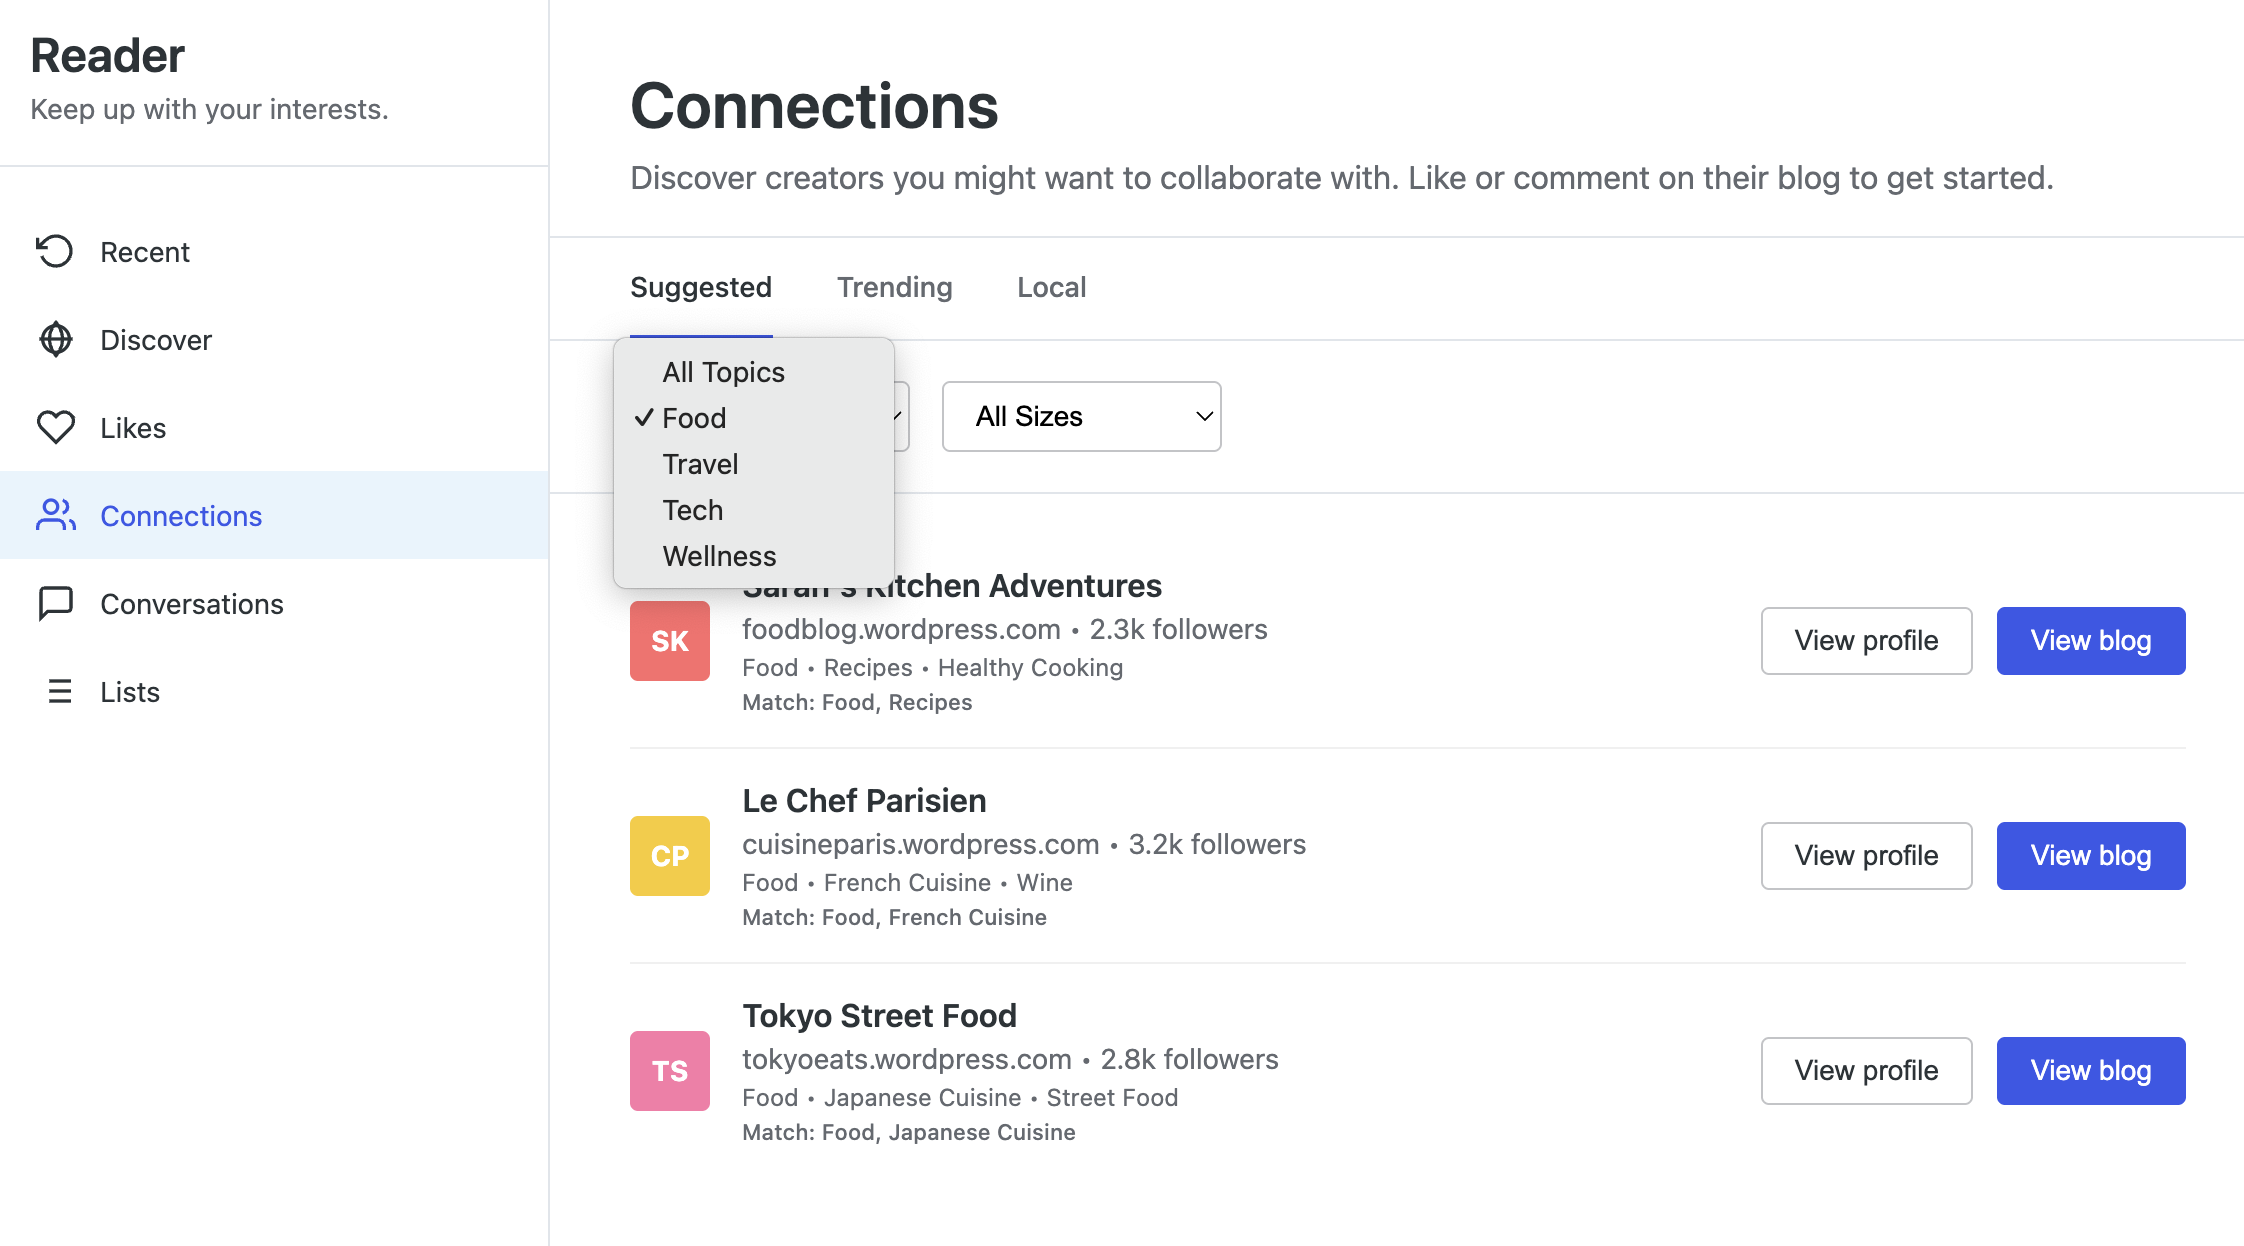 Reader
Keep up with your interests.
Recent
Discover
Likes
Connections
Conversations
Lists
Connections
Discover creators you might want to collaborate with. Like or comment on their blog to get started.
Suggested Trending Local
All Topics
Food
Travel
Tech
Wellness
All Sizes
Sarah's Kitchen Adventures
SK
foodblog.wordpress.com • 2.3k followers
Food • Recipes • Healthy Cooking
Match: Food, Recipes
View profile View blog
Le Chef Parisien
CP
cuisineparis.wordpress.com • 3.2k followers
Food • French Cuisine • Wine
Match: Food, French Cuisine
View profile View blog
Tokyo Street Food
TS
tokyoeats.wordpress.com • 2.8k followers
Food • Japanese Cuisine • Street Food
Match: Food, Japanese Cuisine
View profile View blog